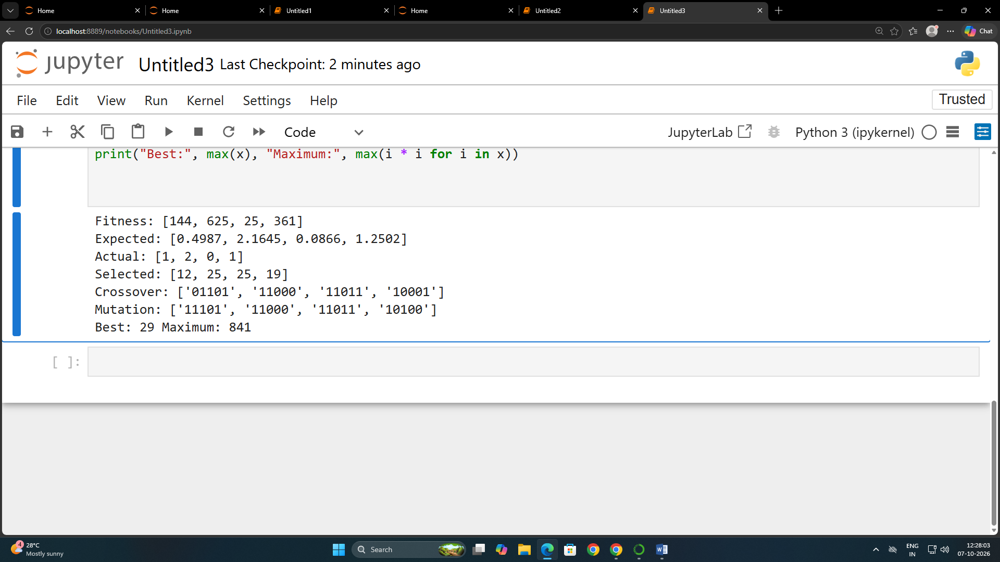 Home
Home
Untitled1
Home
Untitled2
Untitled3
localhost:8889/notebooks/Untitled3.ipynb
Chat
jupyter Untitled3 Last Checkpoint: 2 minutes ago
File Edit View Run Kernel Settings Help
Trusted
Code
JupyterLab
Python 3 (ipykernel)
print("Best:", max(x), "Maximum:", max(i * i for i in x))
Fitness: [144, 625, 25, 361]
Expected: [0.4987, 2.1645, 0.0866, 1.2502]
Actual: [1, 2, 0, 1]
Selected: [12, 25, 25, 19]
Crossover: ['01101', '11000', '11011', '10001']
Mutation: ['11101', '11000', '11011', '10100']
Best: 29 Maximum: 841
[ ]:
4
28°C
Mostly sunny
Search
W
ENG
IN
12:28:03
07-10-2026